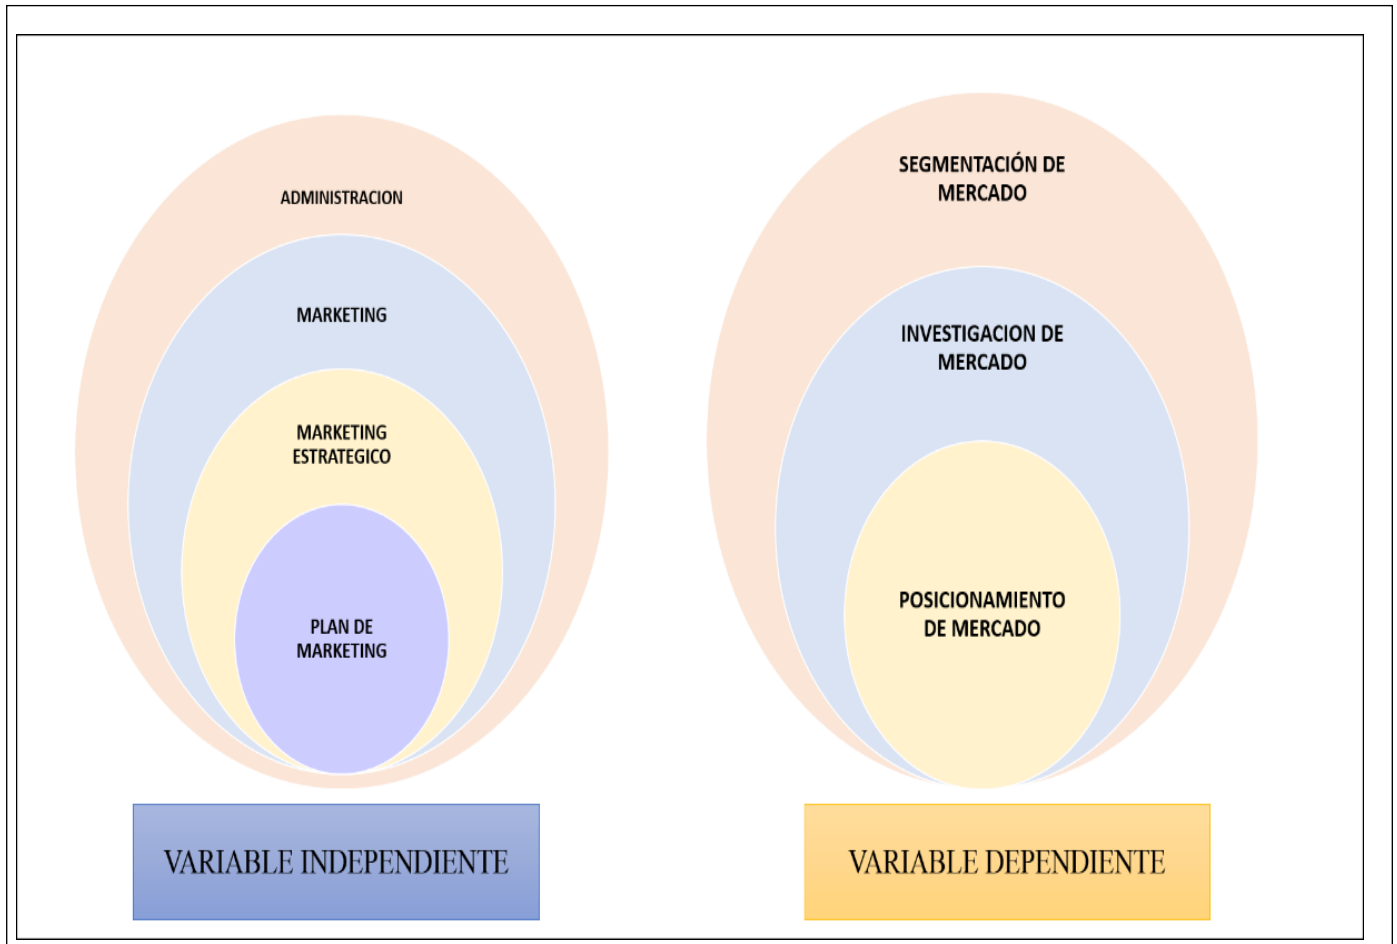 ADMINISTRACION
MARKETING
MARKETING
ESTRATEGICO
PLAN DE
MARKETING
VARIABLE INDEPENDIENTE
SEGMENTACIÓN DE
MERCADO
INVESTIGACION DE
MERCADO
POSICIONAMIENTO
DE MERCADO
VARIABLE DEPENDIENTE